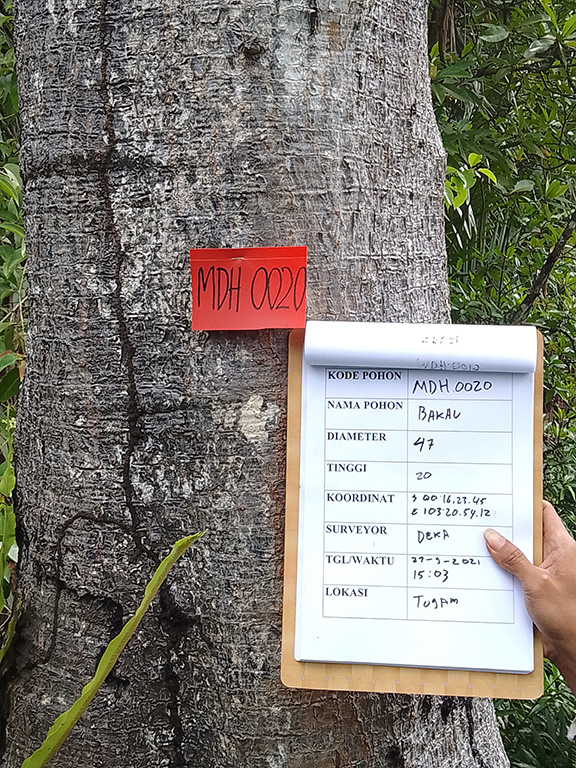 MDH 0020
KODE POHON MDH 0020
NAMA POHON BAKAU
DIAMETER 47
TINGGI 20
KOORDINAT S 00.16.23.45
E 103.20.54.12
SURVEYOR DEKA
TGL/WAKTU 27-9-2021
15:03
LOKASI Tugam